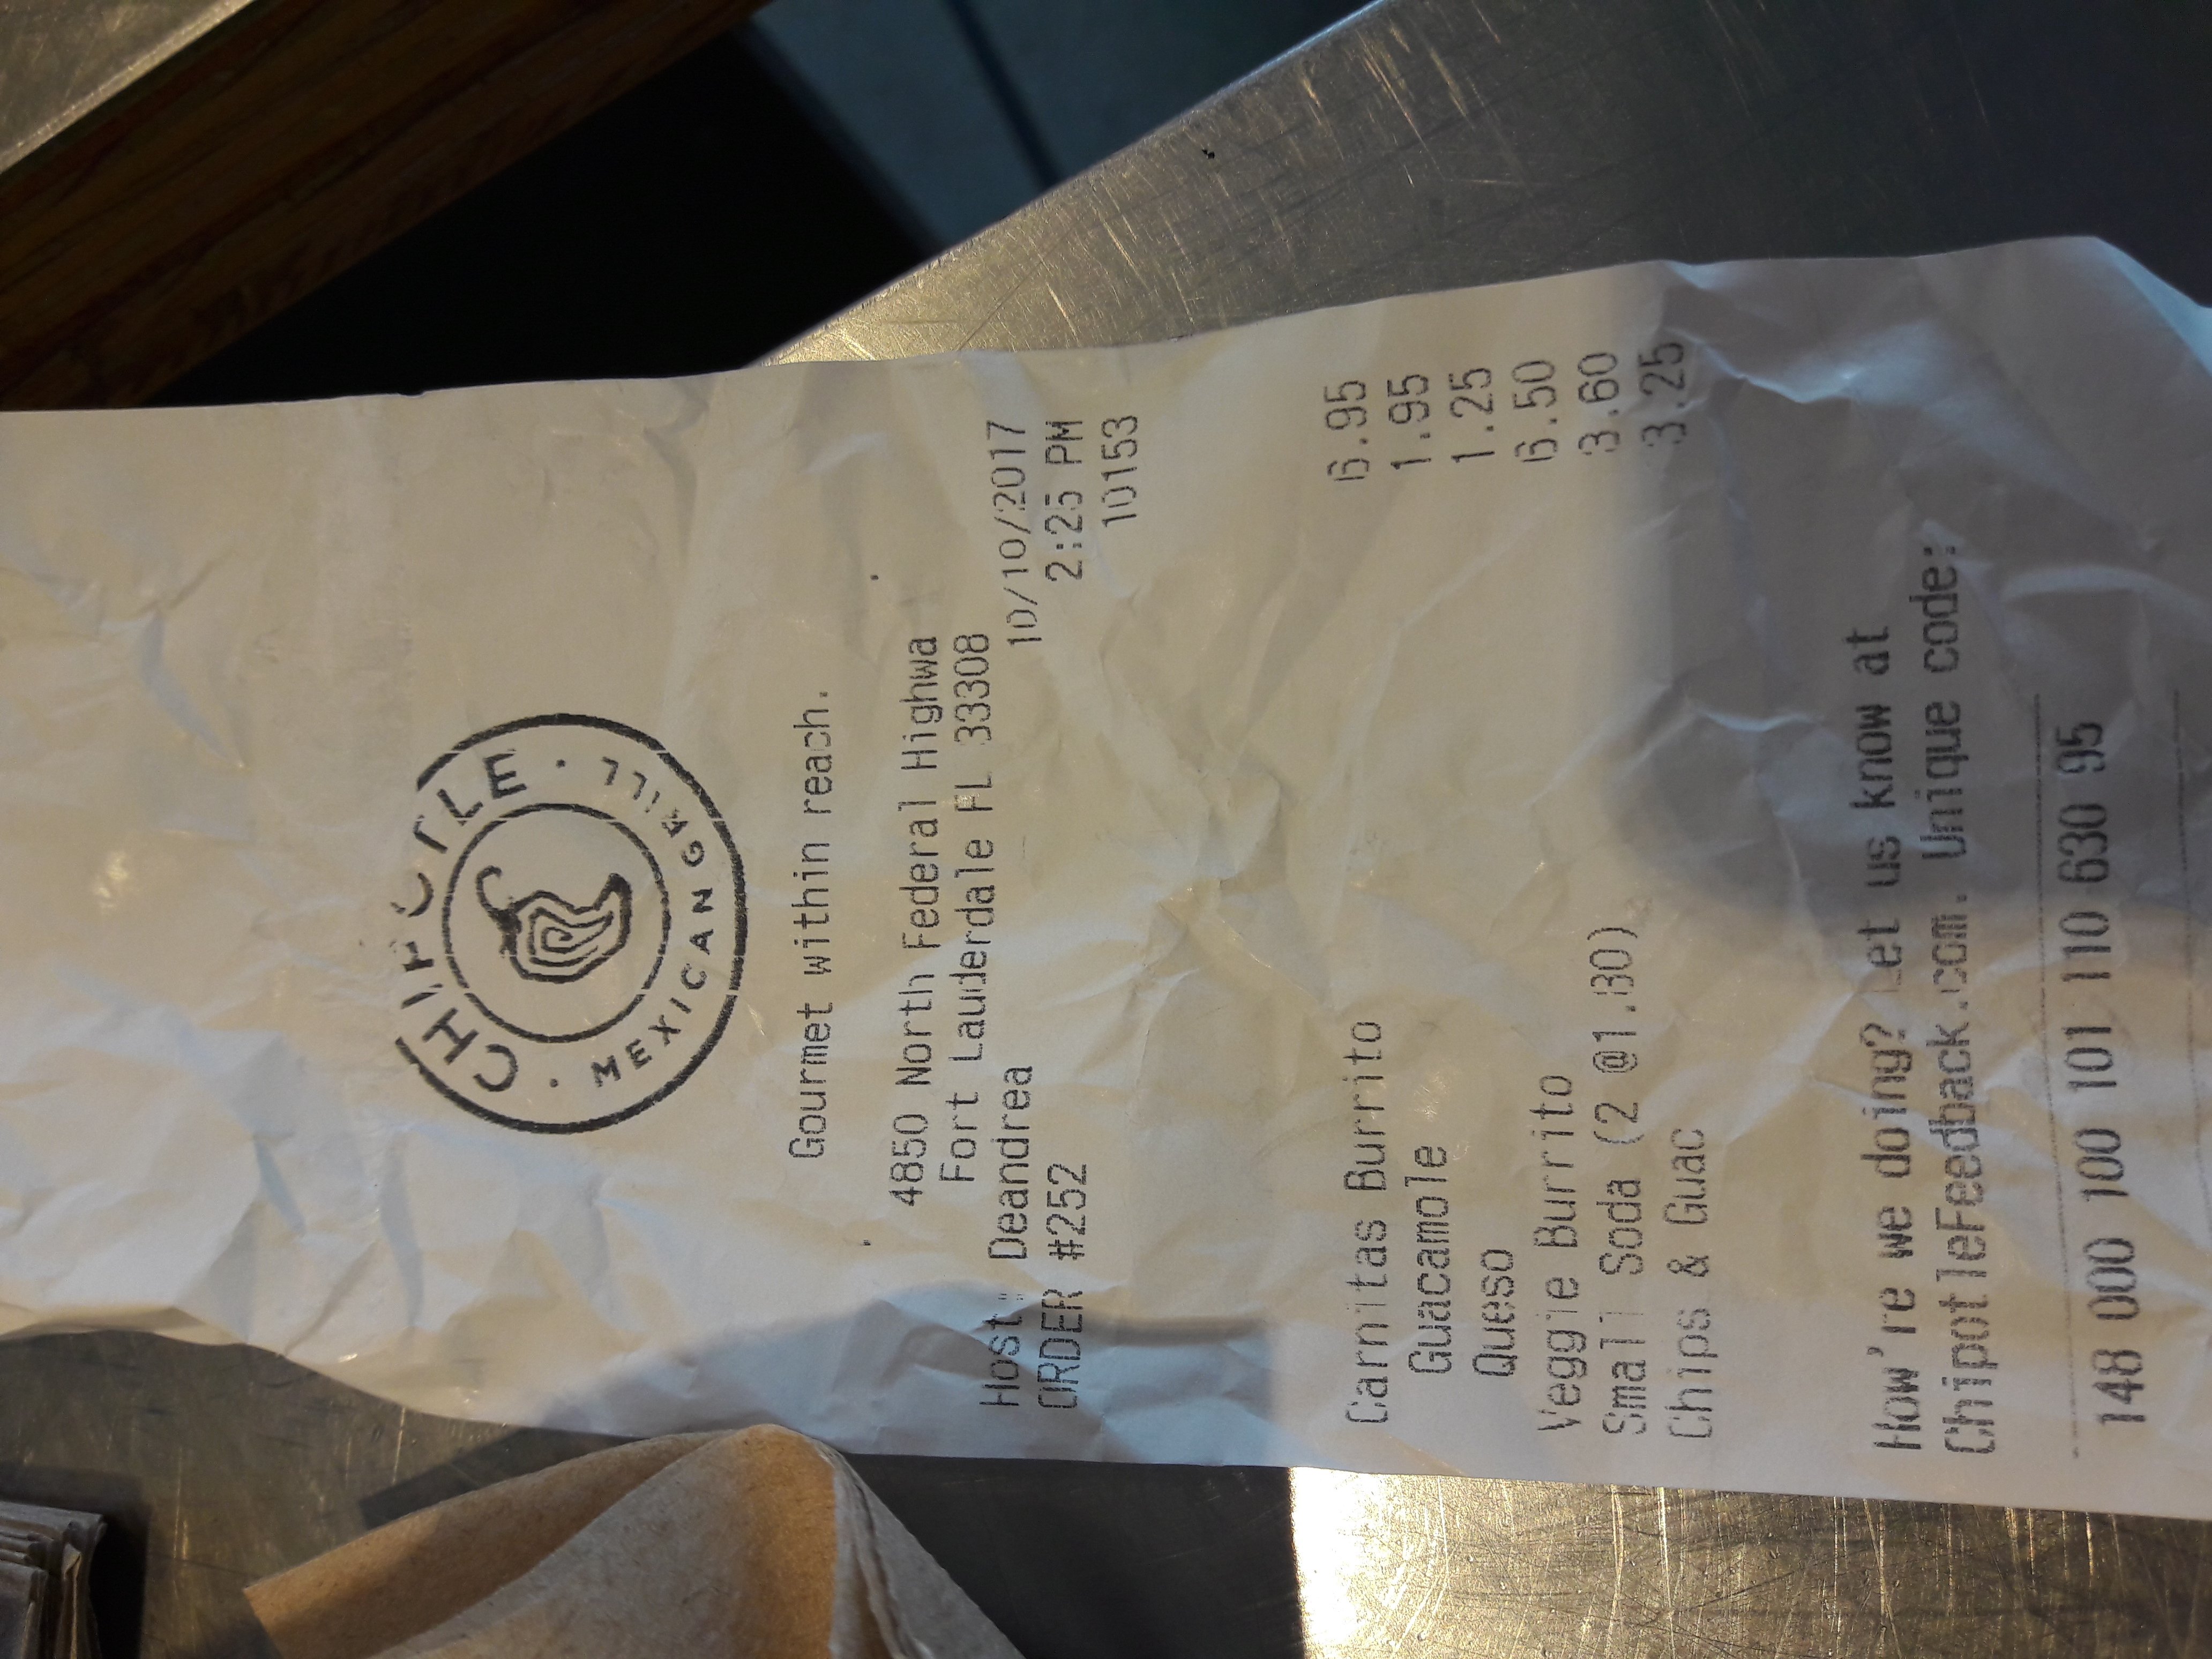 CHIPOTLE
MEXICAN GRILL
Gourmet within reach.
4850 North Federal Highwa
Fort Lauderdale FL 33308
Host: Deandrea 10/10/2017
ORDER #252 2:25 PM
10153
Carnitas Burrito 6.95
Guacamole 1.95
Queso 1.25
Veggie Burrito 6.50
Small Soda (2 @1.80) 3.60
Chips & Guac 3.25
How're we doing? Let us know at
ChipotleFeedback.com. Unique code:
148 000 100 101 110 630 95